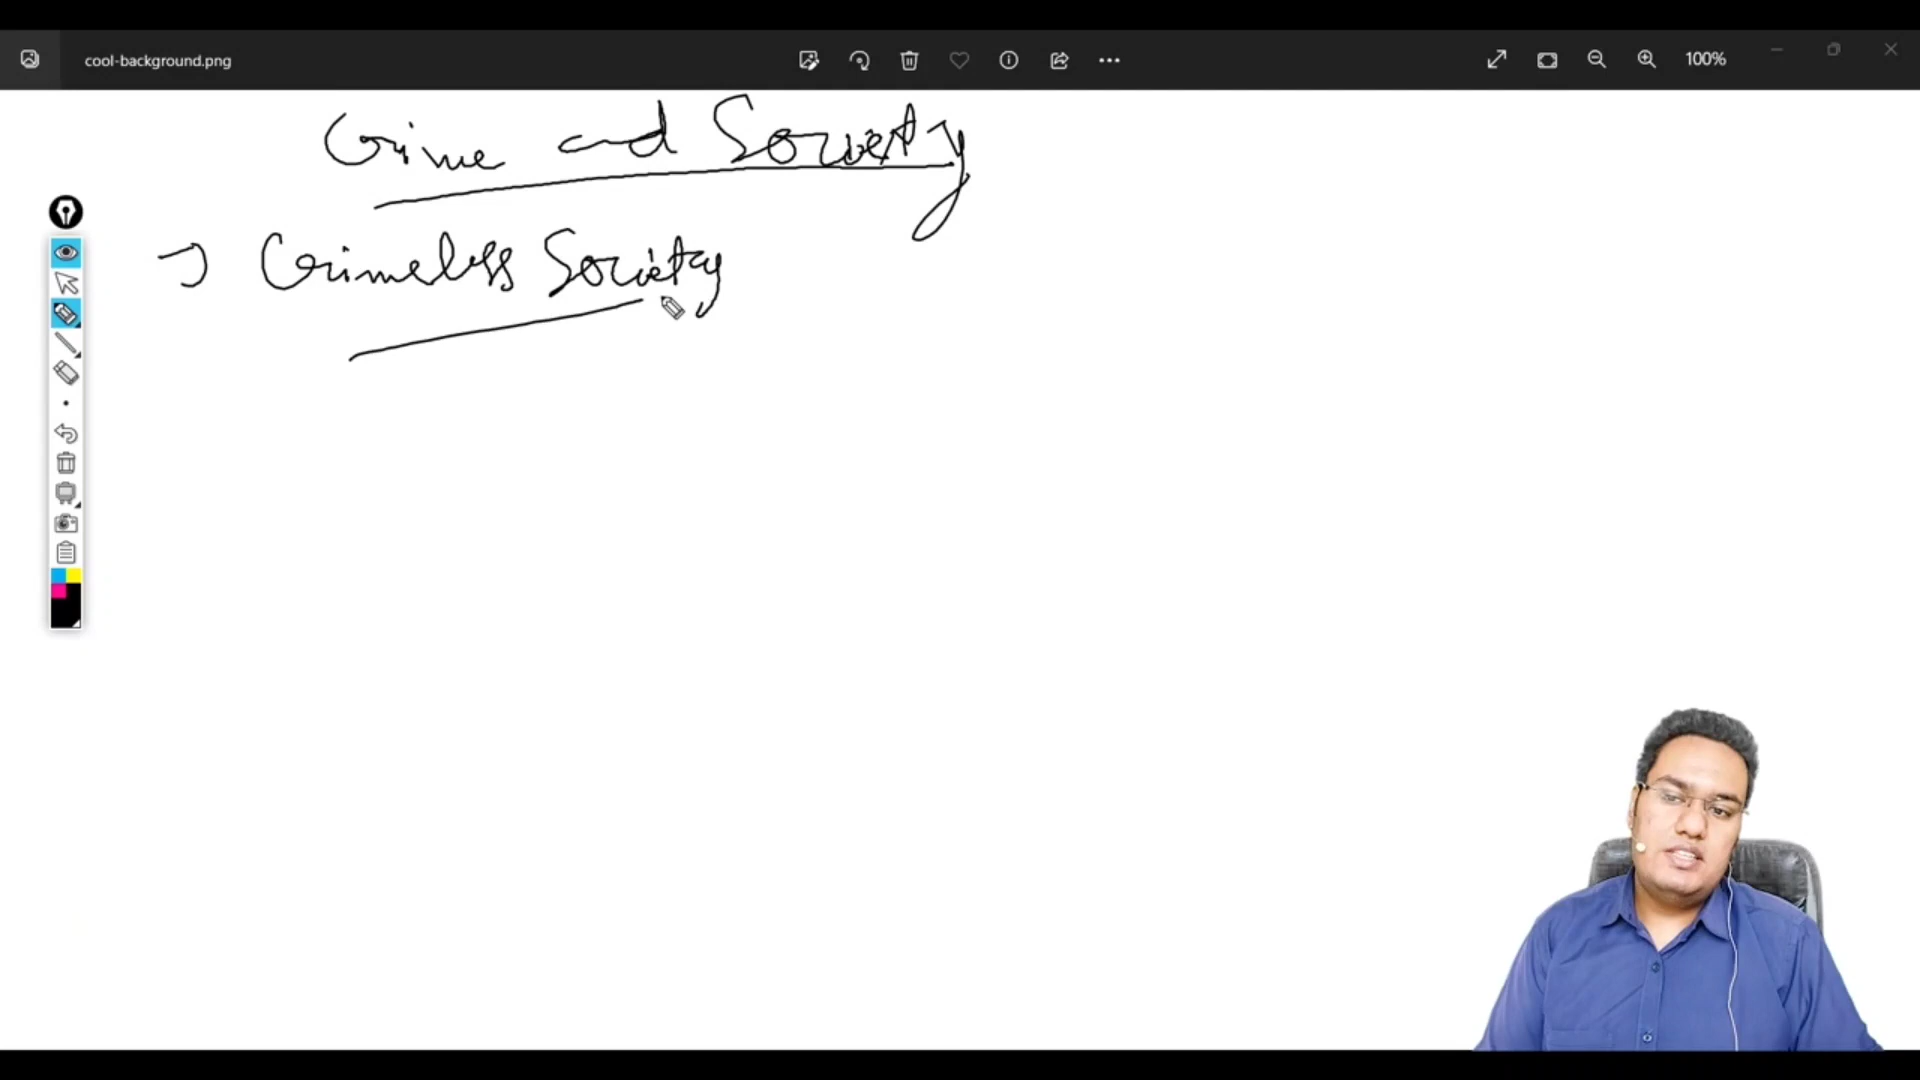 cool-background.png
100%
Crime and Society
→ Crimeless Society